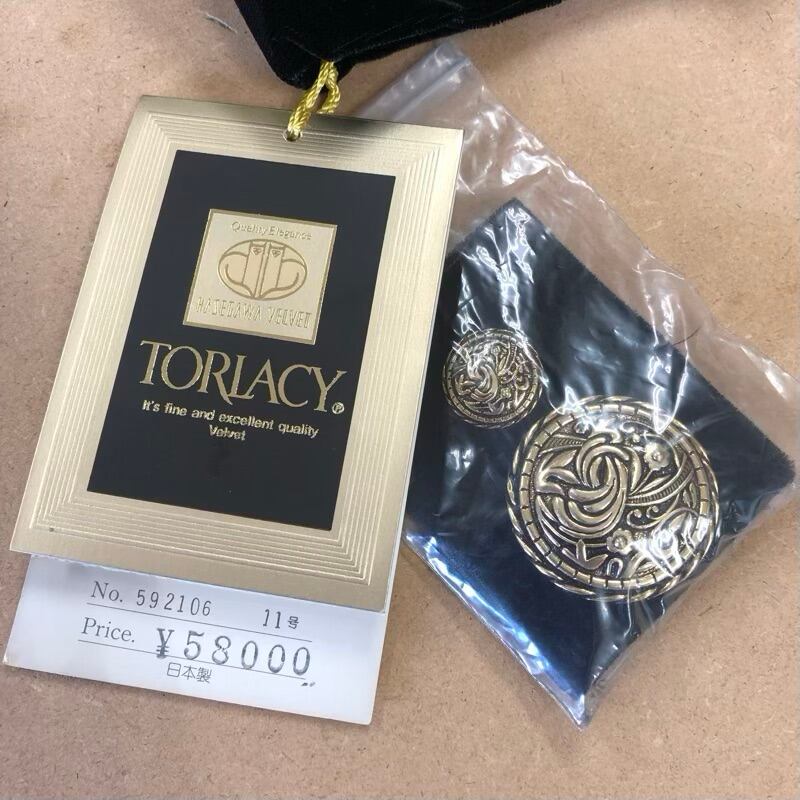 Quality Elegance
HASEGAWA VELVET
TORLACY®
It's fine and excellent quality
Velvet
No. 592106 11号
Price. ¥58000
日本製